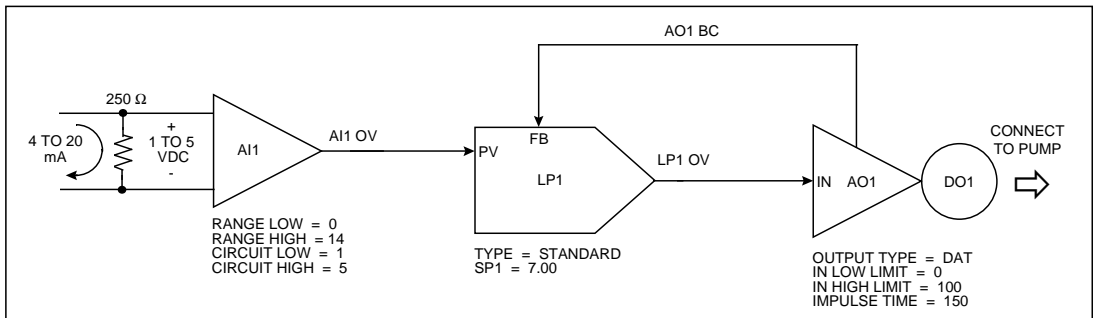 AO1 BC
250 Ω
4 TO 20
mA
+
1 TO 5
VDC
-
AI1
AI1 OV
PV
FB
LP1
LP1 OV
IN
AO1
DO1
CONNECT
TO PUMP
RANGE LOW = 0
RANGE HIGH = 14
CIRCUIT LOW = 1
CIRCUIT HIGH = 5
TYPE = STANDARD
SP1 = 7.00
OUTPUT TYPE = DAT
IN LOW LIMIT = 0
IN HIGH LIMIT = 100
IMPULSE TIME = 150